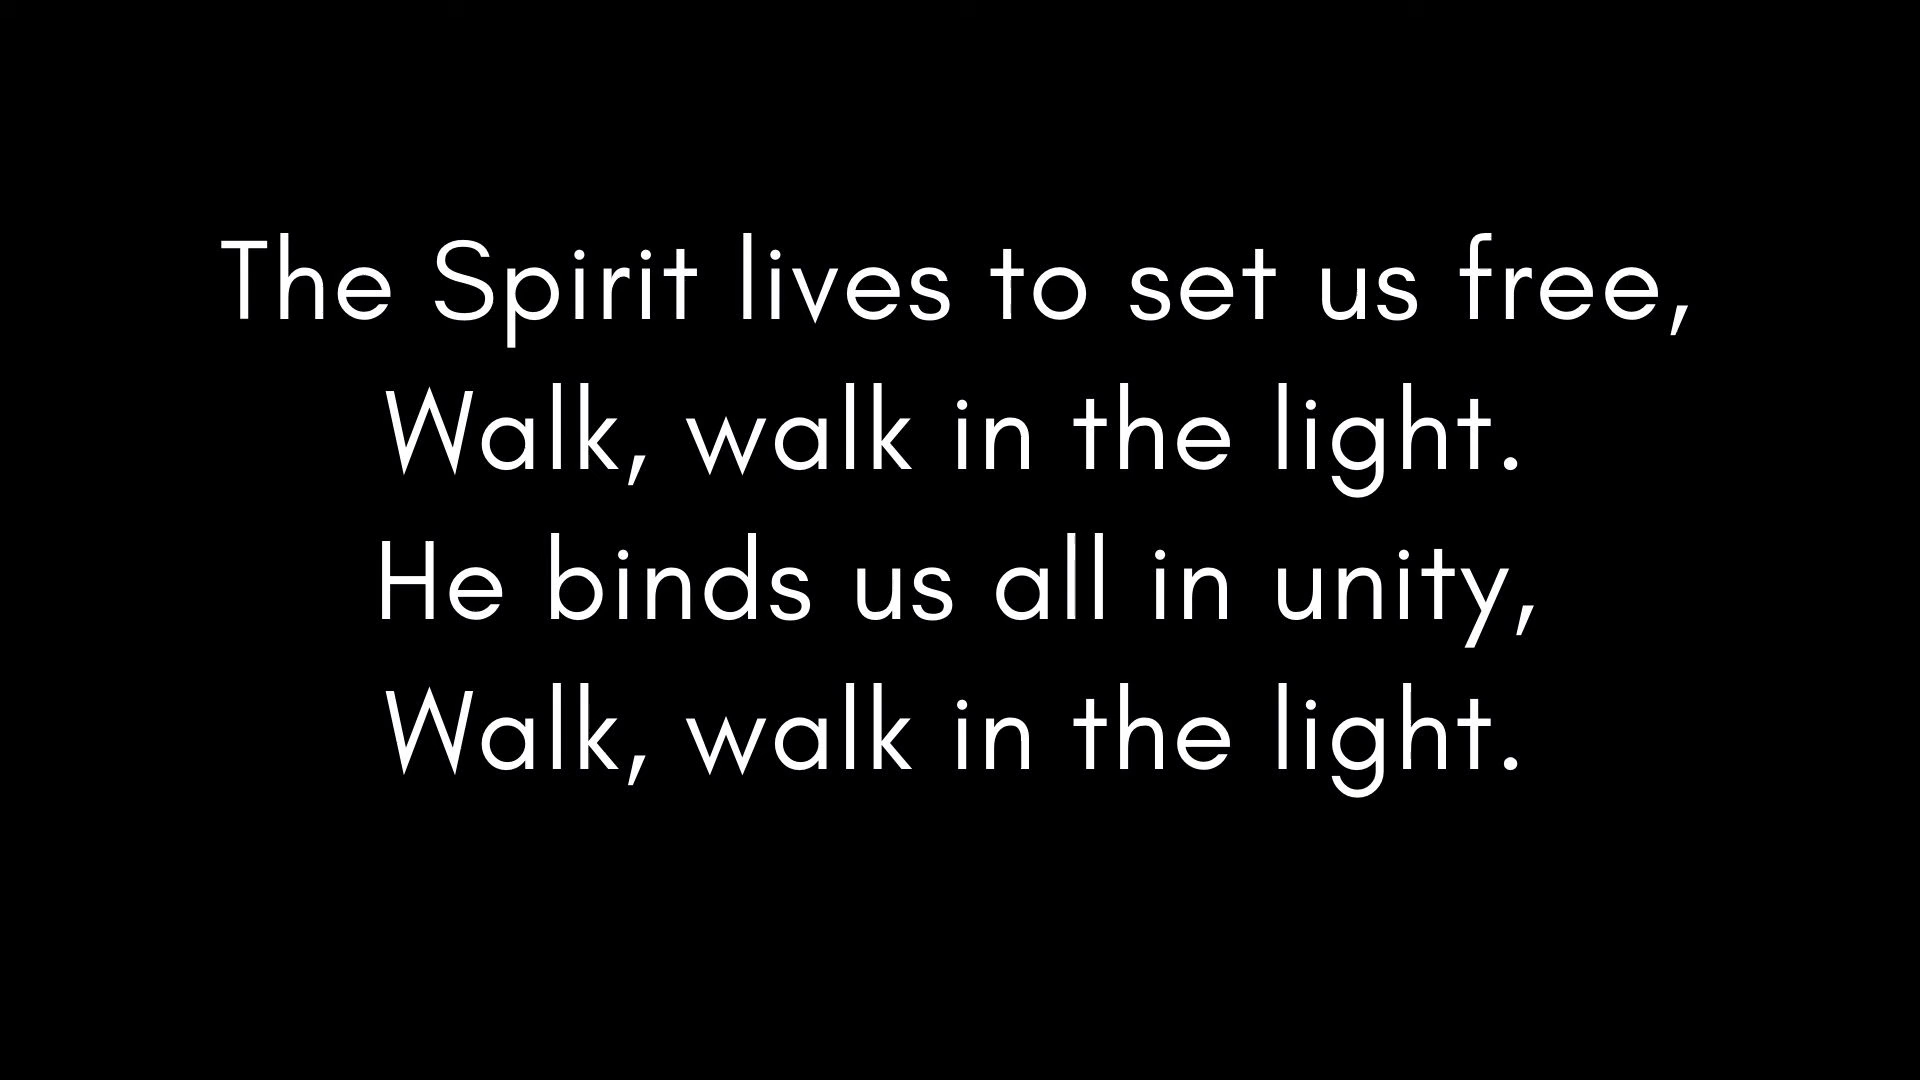 The Spirit lives to set us free,
Walk, walk in the light.
He binds us all in unity,
Walk, walk in the light.